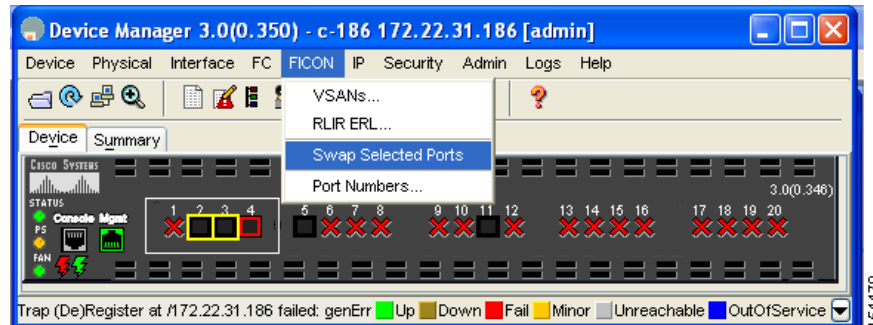 Device Manager 3.0(0.350) - c-186 172.22.31.186 [admin]
Device Physical Interface FC FICON IP Security Admin Logs Help
VSANs...
RLIR ERL...
Swap Selected Ports
Port Numbers...
Device Summary
CISCO SYSTEMS
3.0(0.346)
STATUS
Console Mgmt
PS
FAN
1 2 3 4 5 6 7 8 9 10 11 12 13 14 15 16 17 18 19 20
Trap (De)Register at /172.22.31.186 failed: genErr Up Down Fail Minor Unreachable OutOfService